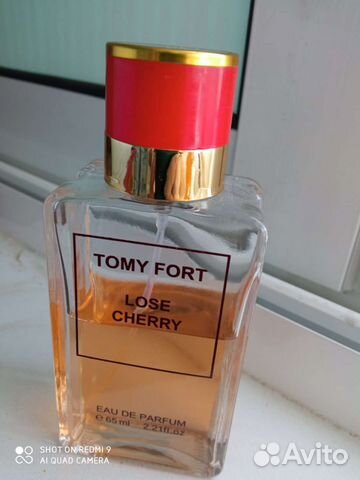 TOMY FORT
LOSE
CHERRY
EAU DE PARFUM
e 65 ml 2.21fl.oz
SHOT ON REDMI 9
AI QUAD CAMERA
Avito